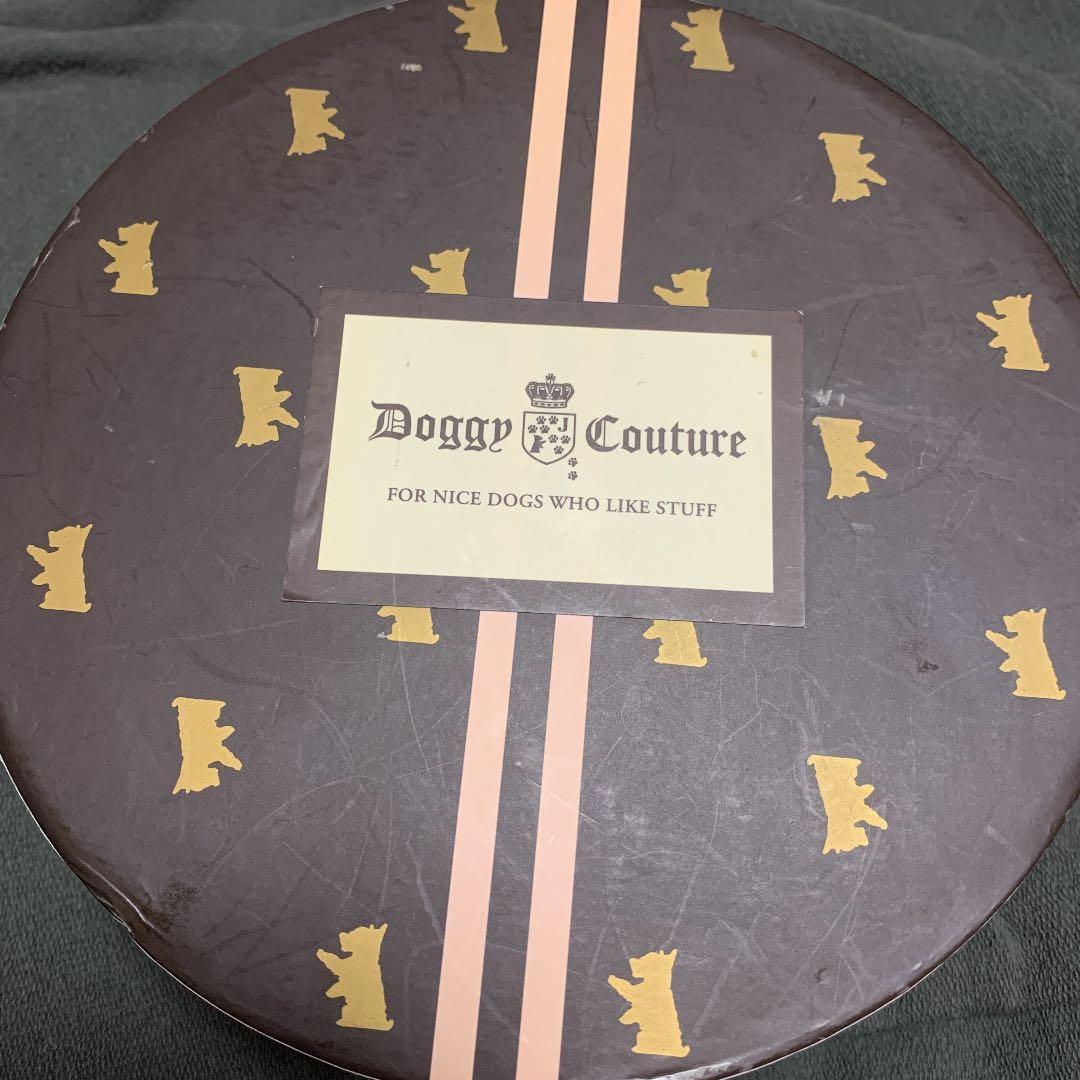 Doggy J Couture
FOR NICE DOGS WHO LIKE STUFF